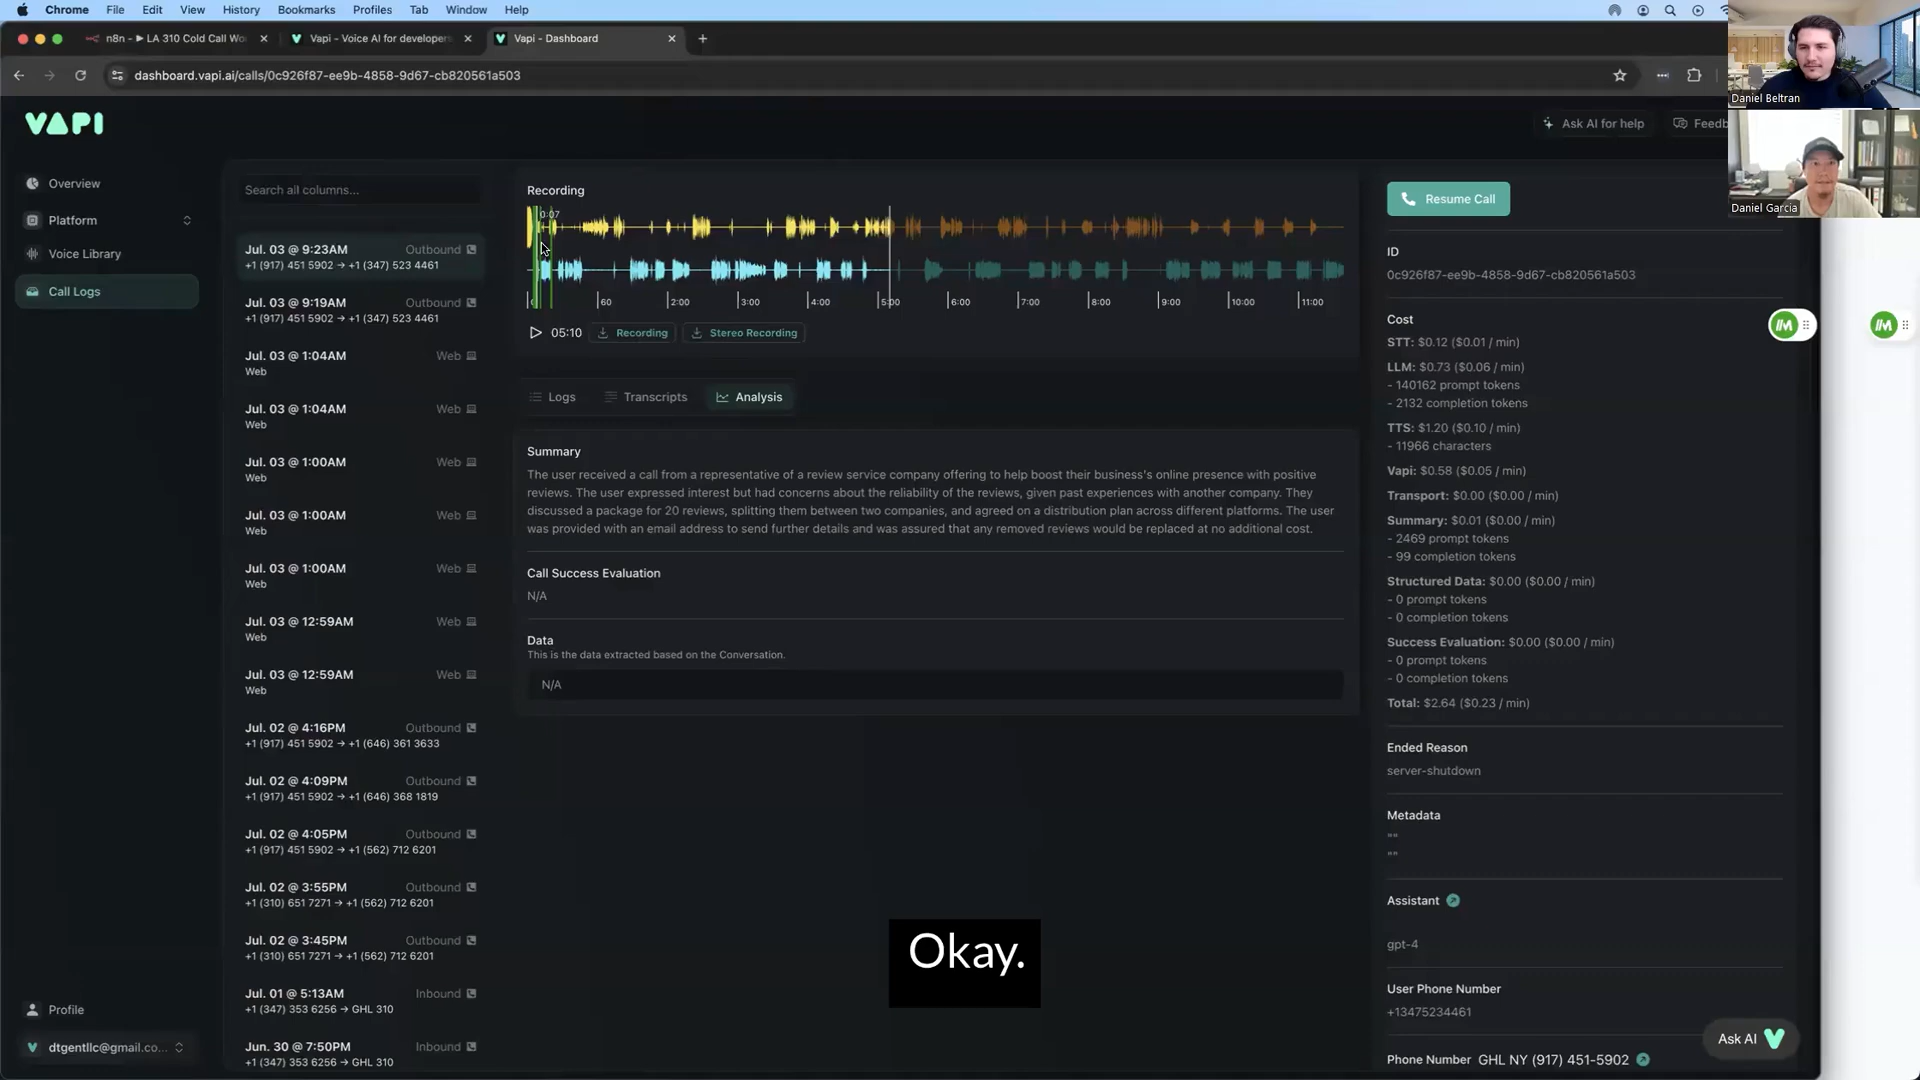 Chrome File Edit View History Bookmarks Profiles Tab Window Help
n8n - ▶ LA 310 Cold Call Wo
Vapi - Voice AI for developer
Vapi - Dashboard
dashboard.vapi.ai/calls/0c926f87-ee9b-4858-9d67-cb820561a503
VAPI
Ask AI for help
Feedb
Daniel Beltran
Daniel Garcia
Overview
Platform
Voice Library
Call Logs
Profile
dtgentllc@gmail.co...
Search all columns...
Jul. 03 @ 9:23AM Outbound
+1 (917) 451 5902 → +1 (347) 523 4461
Jul. 03 @ 9:19AM Outbound
+1 (917) 451 5902 → +1 (347) 523 4461
Jul. 03 @ 1:04AM Web
Web
Jul. 03 @ 1:04AM Web
Web
Jul. 03 @ 1:00AM Web
Web
Jul. 03 @ 1:00AM Web
Web
Jul. 03 @ 1:00AM Web
Web
Jul. 03 @ 12:59AM Web
Web
Jul. 03 @ 12:59AM Web
Web
Jul. 02 @ 4:16PM Outbound
+1 (917) 451 5902 → +1 (646) 361 3633
Jul. 02 @ 4:09PM Outbound
+1 (917) 451 5902 → +1 (646) 368 1819
Jul. 02 @ 4:05PM Outbound
+1 (917) 451 5902 → +1 (562) 712 6201
Jul. 02 @ 3:55PM Outbound
+1 (310) 651 7271 → +1 (562) 712 6201
Jul. 02 @ 3:45PM Outbound
+1 (310) 651 7271 → +1 (562) 712 6201
Jul. 01 @ 5:13AM Inbound
+1 (347) 353 6256 → GHL 310
Jun. 30 @ 7:50PM Inbound
+1 (347) 353 6256 → GHL 310
Recording
0:07
60 2:00 3:00 4:00 5:00 6:00 7:00 8:00 9:00 10:00 11:00
05:10 Recording Stereo Recording
Logs Transcripts Analysis
Summary
The user received a call from a representative of a review service company offering to help boost their business's online presence with positive
reviews. The user expressed interest but had concerns about the reliability of the reviews, given past experiences with another company. They
discussed a package for 20 reviews, splitting them between two companies, and agreed on a distribution plan across different platforms. The user
was provided with an email address to send further details and was assured that any removed reviews would be replaced at no additional cost.
Call Success Evaluation
N/A
Data
This is the data extracted based on the Conversation.
N/A
Okay.
Resume Call
ID
0c926f87-ee9b-4858-9d67-cb820561a503
Cost
STT: $0.12 ($0.01 / min)
LLM: $0.73 ($0.06 / min)
- 140162 prompt tokens
- 2132 completion tokens
TTS: $1.20 ($0.10 / min)
- 11966 characters
Vapi: $0.58 ($0.05 / min)
Transport: $0.00 ($0.00 / min)
Summary: $0.01 ($0.00 / min)
- 2469 prompt tokens
- 99 completion tokens
Structured Data: $0.00 ($0.00 / min)
- 0 prompt tokens
- 0 completion tokens
Success Evaluation: $0.00 ($0.00 / min)
- 0 prompt tokens
- 0 completion tokens
Total: $2.64 ($0.23 / min)
Ended Reason
server-shutdown
Metadata
""
""
Assistant
gpt-4
User Phone Number
+13475234461
Phone Number GHL NY (917) 451-5902
Ask AI